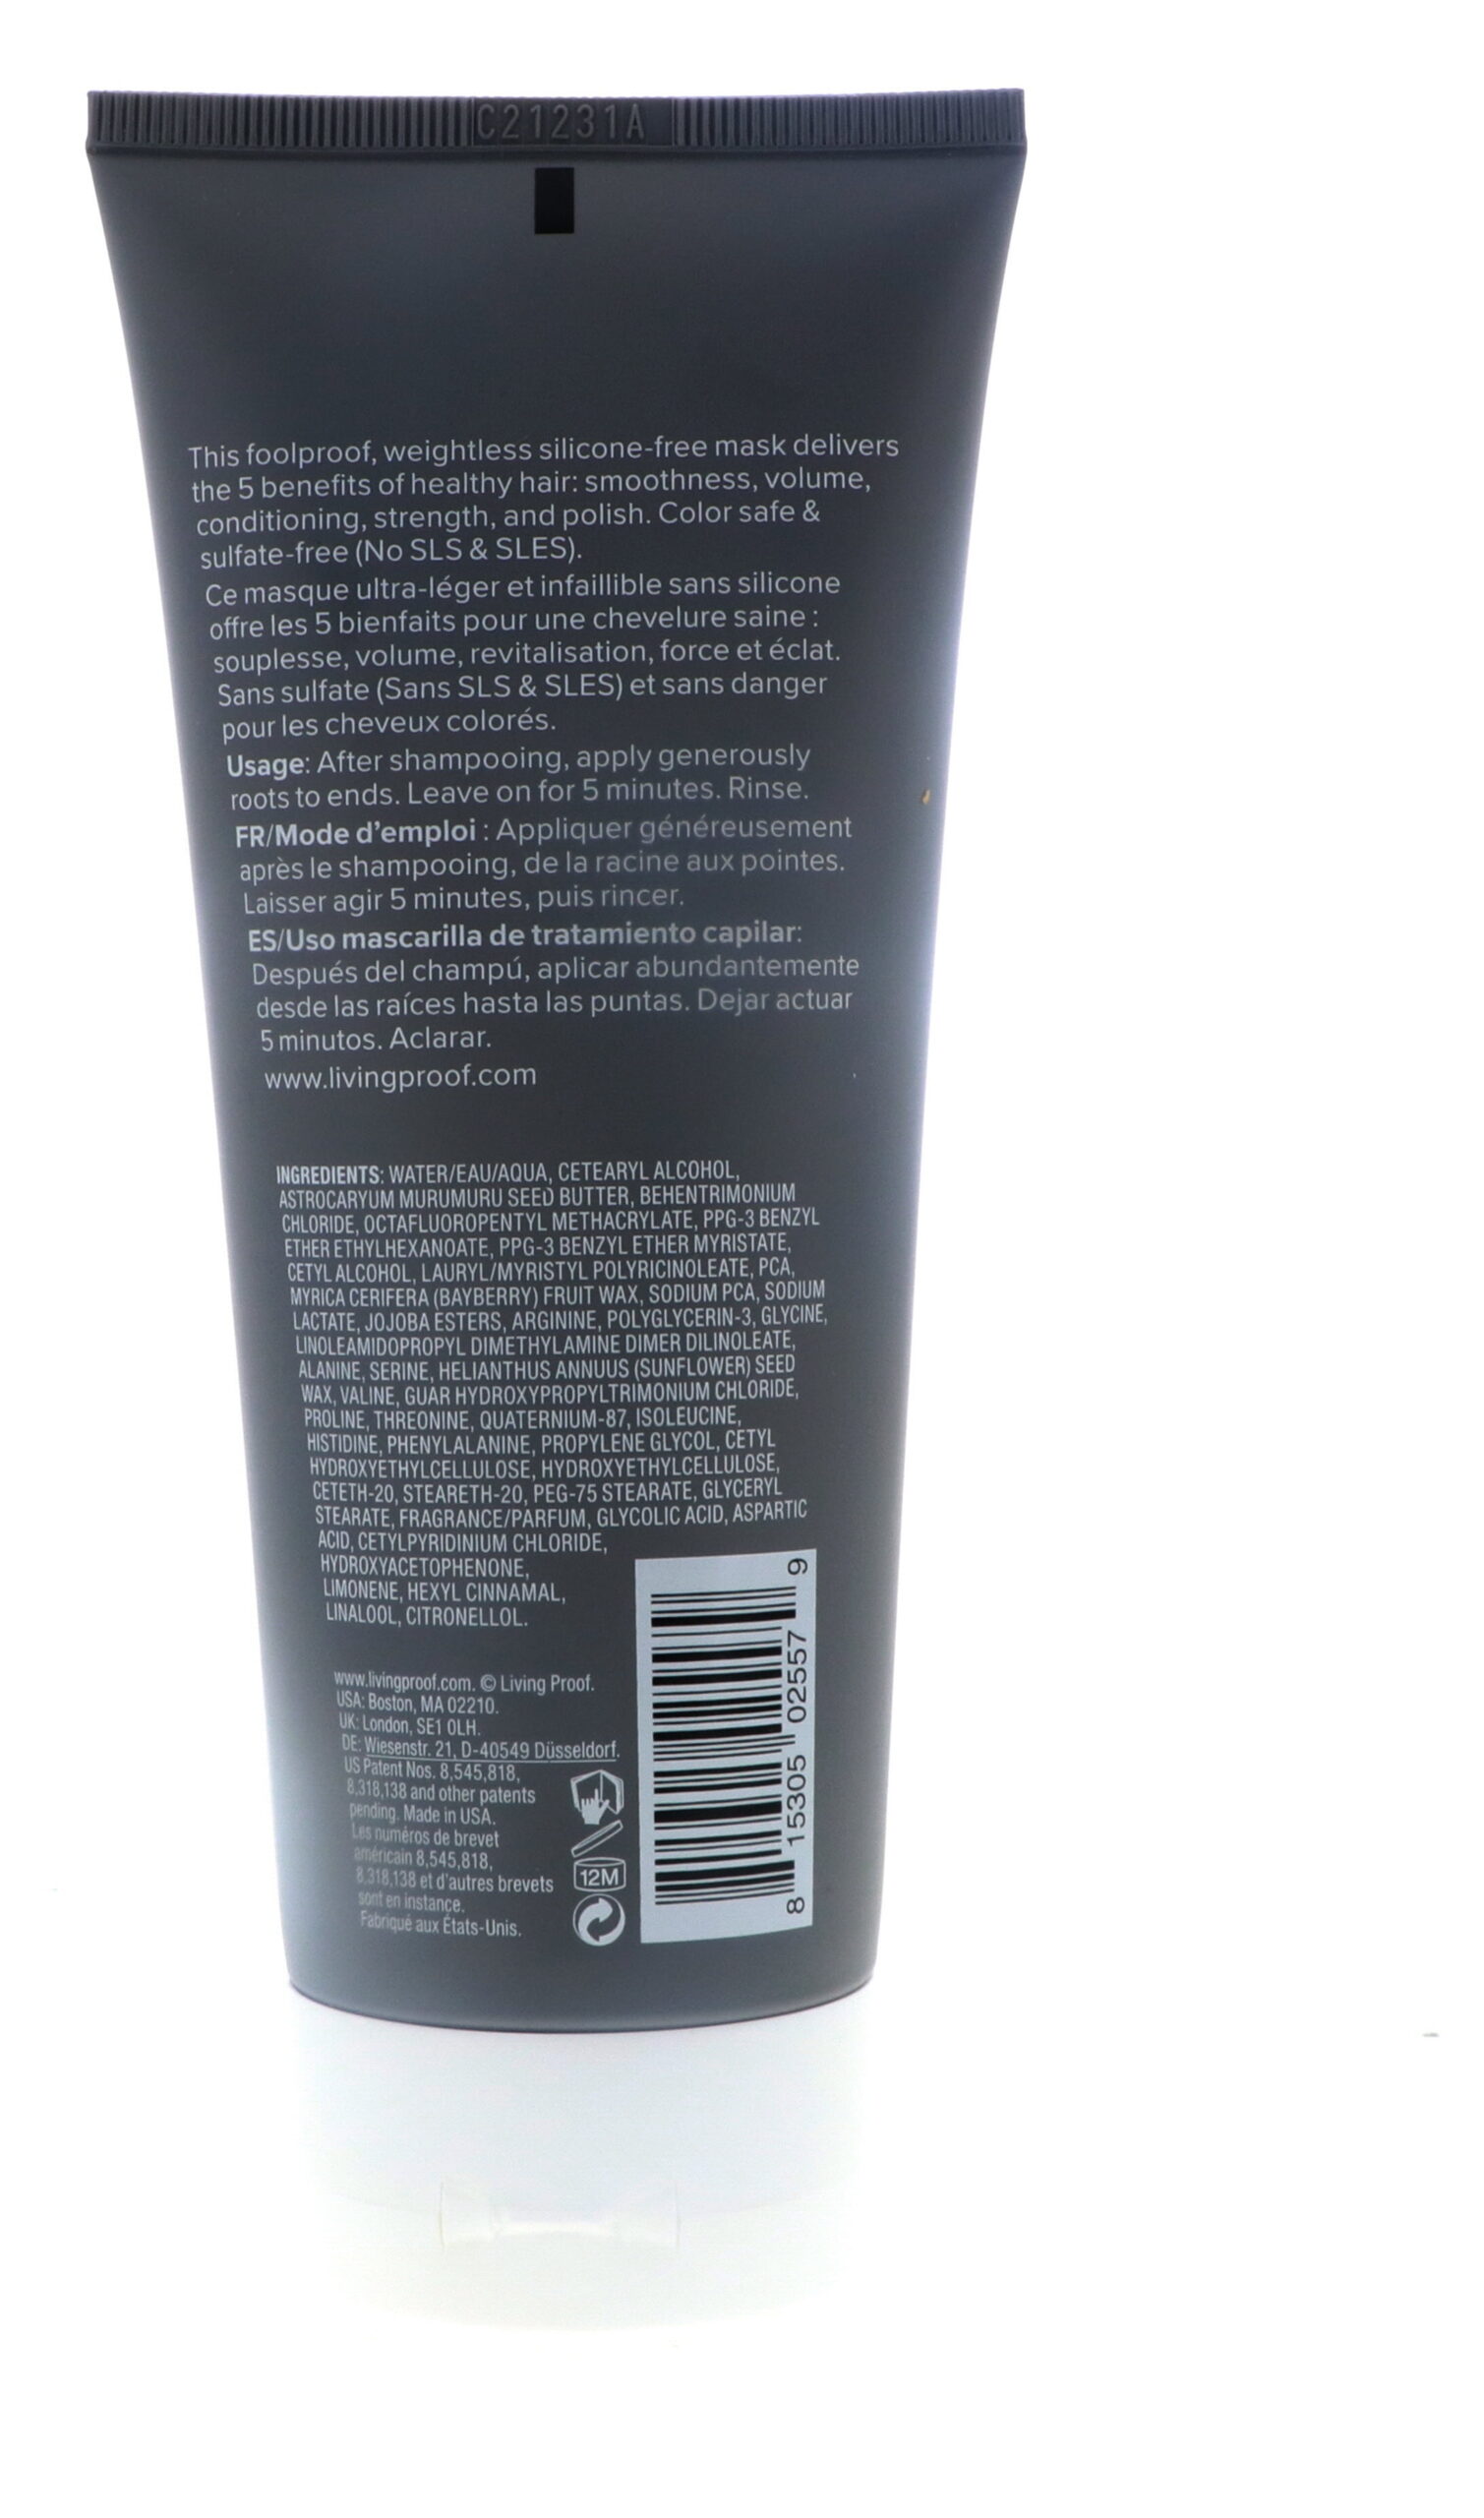 C21231A
This foolproof, weightless silicone-free mask delivers
the 5 benefits of healthy hair: smoothness, volume,
conditioning, strength, and polish. Color safe &
sulfate-free (No SLS & SLES).
Ce masque ultra-léger et infaillible sans silicone
offre les 5 bienfaits pour une chevelure saine :
souplesse, volume, revitalisation, force et éclat.
Sans sulfate (Sans SLS & SLES) et sans danger
pour les cheveux colorés.
Usage: After shampooing, apply generously
roots to ends. Leave on for 5 minutes. Rinse.
FR/Mode d'emploi : Appliquer généreusement
après le shampooing, de la racine aux pointes.
Laisser agir 5 minutes, puis rincer.
ES/Uso mascarilla de tratamiento capilar:
Después del champú, aplicar abundantemente
desde las raíces hasta las puntas. Dejar actuar
5 minutos. Aclarar.
www.livingproof.com
INGREDIENTS: WATER/EAU/AQUA, CETEARYL ALCOHOL,
ASTROCARYUM MURUMURU SEED BUTTER, BEHENTRIMONIUM
CHLORIDE, OCTAFLUOROPENTYL METHACRYLATE, PPG-3 BENZYL
ETHER ETHYLHEXANOATE, PPG-3 BENZYL ETHER MYRISTATE,
CETYL ALCOHOL, LAURYL/MYRISTYL POLYRICINOLEATE, PCA,
MYRICA CERIFERA (BAYBERRY) FRUIT WAX, SODIUM PCA, SODIUM
LACTATE, JOJOBA ESTERS, ARGININE, POLYGLYCERIN-3, GLYCINE,
LINOLEAMIDOPROPYL DIMETHYLAMINE DIMER DILINOLEATE,
ALANINE, SERINE, HELIANTHUS ANNUUS (SUNFLOWER) SEED
WAX, VALINE, GUAR HYDROXYPROPYLTRIMONIUM CHLORIDE,
PROLINE, THREONINE, QUATERNIUM-87, ISOLEUCINE,
HISTIDINE, PHENYLALANINE, PROPYLENE GLYCOL, CETYL
HYDROXYETHYLCELLULOSE, HYDROXYETHYLCELLULOSE,
CETETH-20, STEARETH-20, PEG-75 STEARATE, GLYCERYL
STEARATE, FRAGRANCE/PARFUM, GLYCOLIC ACID, ASPARTIC
ACID, CETYLPYRIDINIUM CHLORIDE,
HYDROXYACETOPHENONE,
LIMONENE, HEXYL CINNAMAL,
LINALOOL, CITRONELLOL.
www.livingproof.com. © Living Proof.
USA: Boston, MA 02210.
UK: London, SE1 0LH.
DE: Wiesenstr. 21, D-40549 Düsseldorf.
US Patent Nos. 8,545,818,
8,318,138 and other patents
pending. Made in USA.
Les numéros de brevet
américain 8,545,818,
8,318,138 et d'autres brevets
sont en instance.
Fabriqué aux États-Unis.
12M
8 15305 02557 9